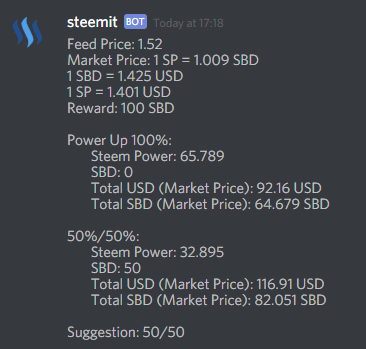 steemit BOT Today at 17:18
Feed Price: 1.52
Market Price: 1 SP = 1.009 SBD
1 SBD = 1.425 USD
1 SP = 1.401 USD
Reward: 100 SBD
Power Up 100%:
Steem Power: 65.789
SBD: 0
Total USD (Market Price): 92.16 USD
Total SBD (Market Price): 64.679 SBD
50%/50%:
Steem Power: 32.895
SBD: 50
Total USD (Market Price): 116.91 USD
Total SBD (Market Price): 82.051 SBD
Suggestion: 50/50